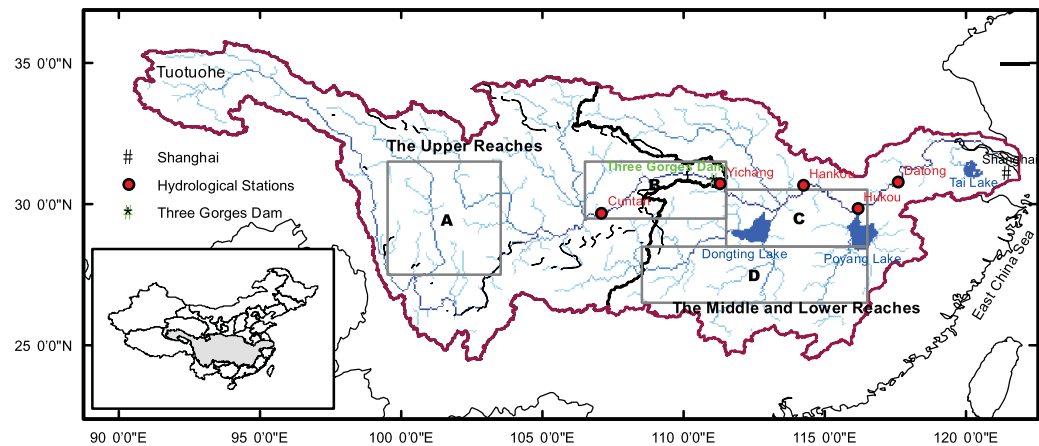 35 0'0"N
Tuotuohe
The Upper Reaches
# Shanghai
Hydrological Stations
Three Gorges Dam
Three Gorges Dam
Yichang
Hankou
Datong
Shanghai
#
Tai Lake
B
Cuntan
Hukou
30 0'0"N
A
C
Dongting Lake
Poyang Lake
D
The Middle and Lower Reaches
East China Sea
25 0'0"N
90 0'0"E
95 0'0"E
100 0'0"E
105 0'0"E
110 0'0"E
115 0'0"E
120 0'0"E